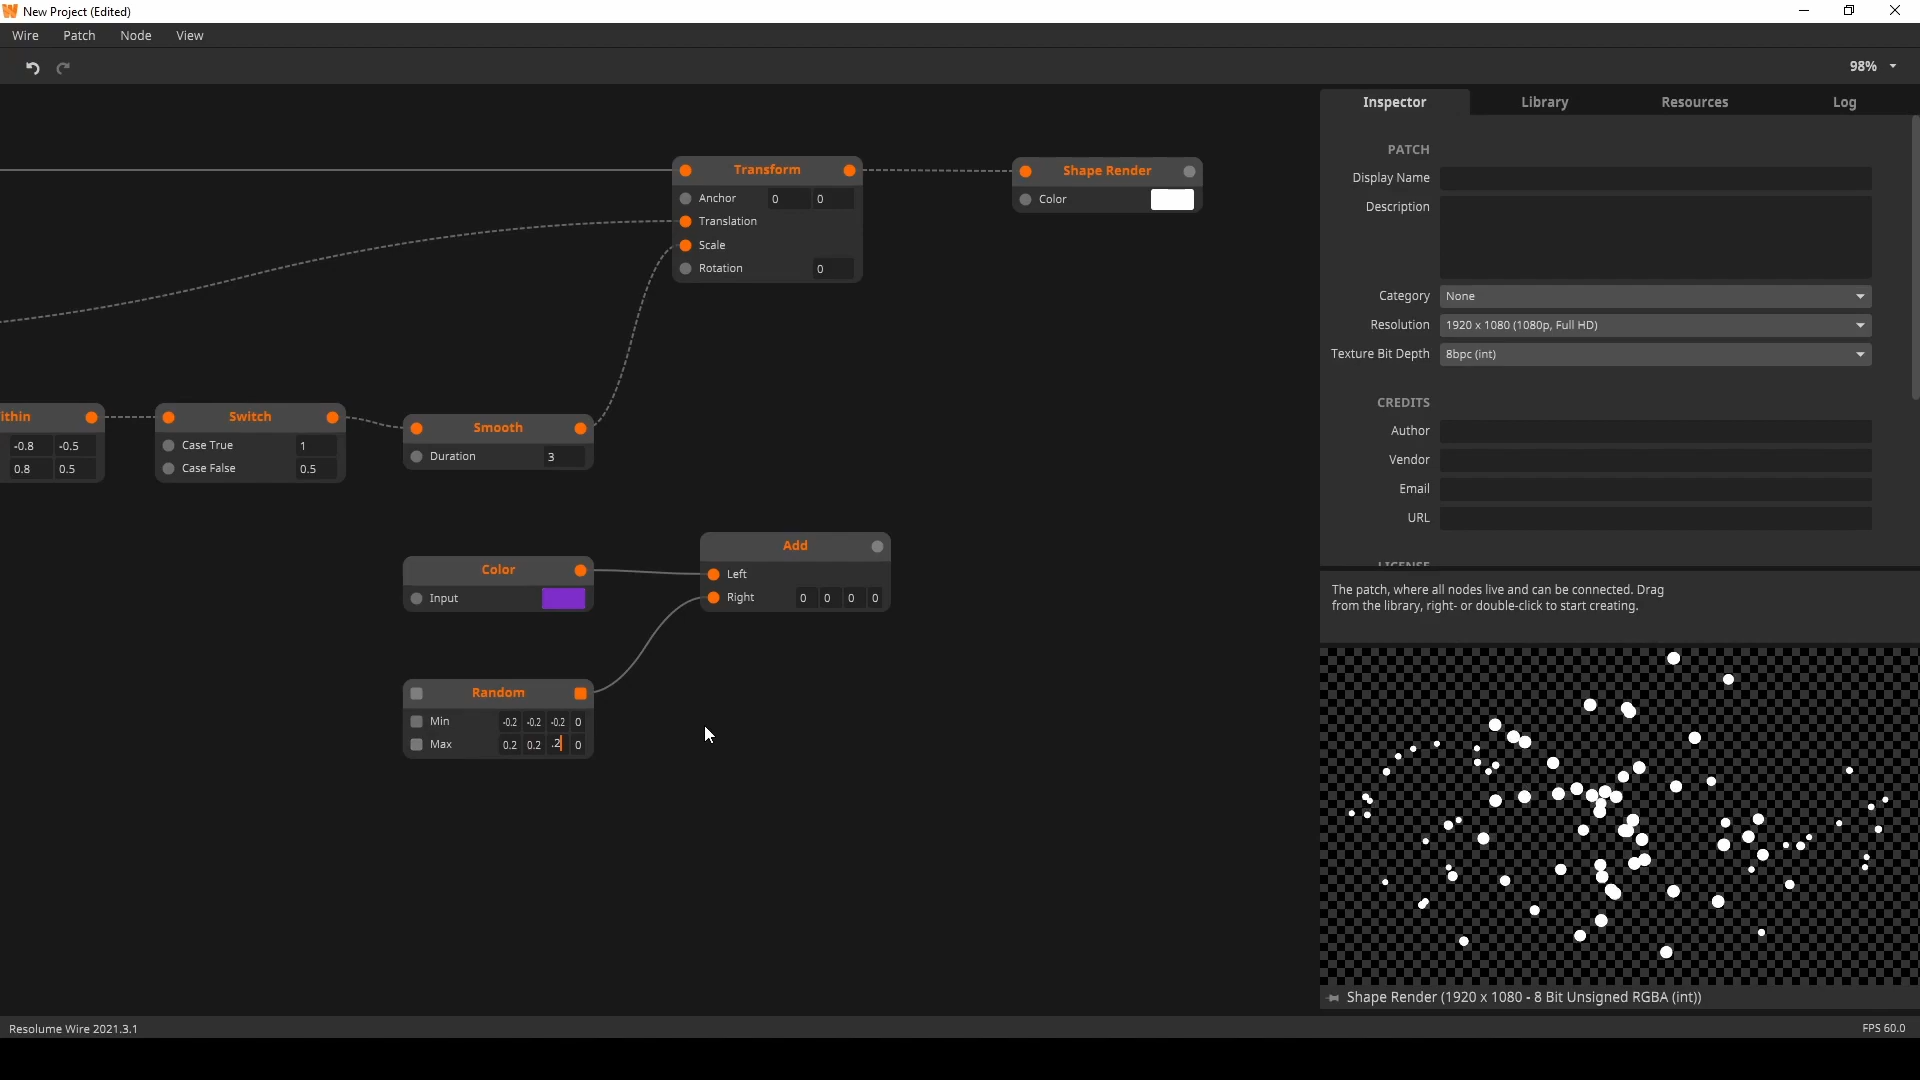 New Project (Edited)
Wire Patch Node View
98%
Inspector Library Resources Log
Transform
Anchor 0 0
Translation
Scale
Rotation 0
Shape Render
Color
ithin
-0.8 -0.5
0.8 0.5
Switch
Case True 1
Case False 0.5
Smooth
Duration 3
Color
Input
Add
Left
Right 0 0 0 0
Random
Min -0.2 -0.2 -0.2 0
Max 0.2 0.2 .2 0
PATCH
Display Name
Description
Category None
Resolution 1920 x 1080 (1080p, Full HD)
Texture Bit Depth 8bpc (int)
CREDITS
Author
Vendor
Email
URL
LICENSE
The patch, where all nodes live and can be connected. Drag
from the library, right- or double-click to start creating.
Shape Render (1920 x 1080 - 8 Bit Unsigned RGBA (int))
Resolume Wire 2021.3.1
FPS 60.0